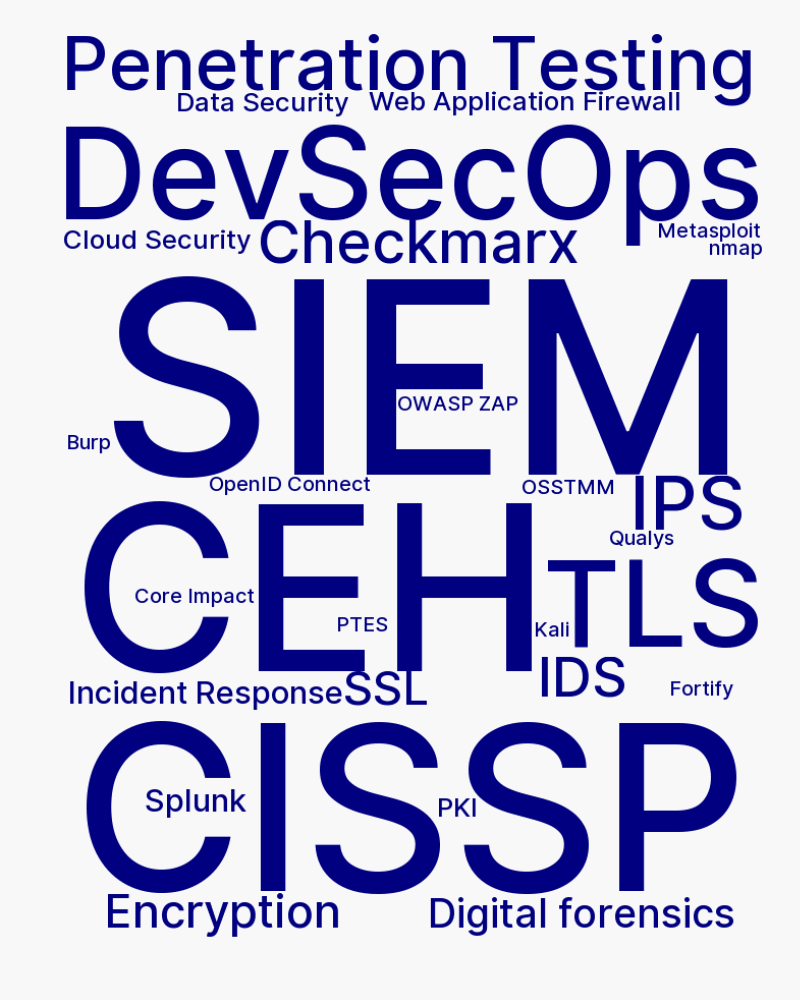 Penetration Testing
Data Security
Web Application Firewall
DevSecOps
Cloud Security
Checkmarx
Metasploit
nmap
SIEM
OWASP ZAP
Burp
OpenID Connect
OSSTMM
IPS
Qualys
CEH
TLS
Core Impact
PTES
Kali
IDS
Incident Response
SSL
Fortify
CISSP
Splunk
PKI
Encryption
Digital forensics